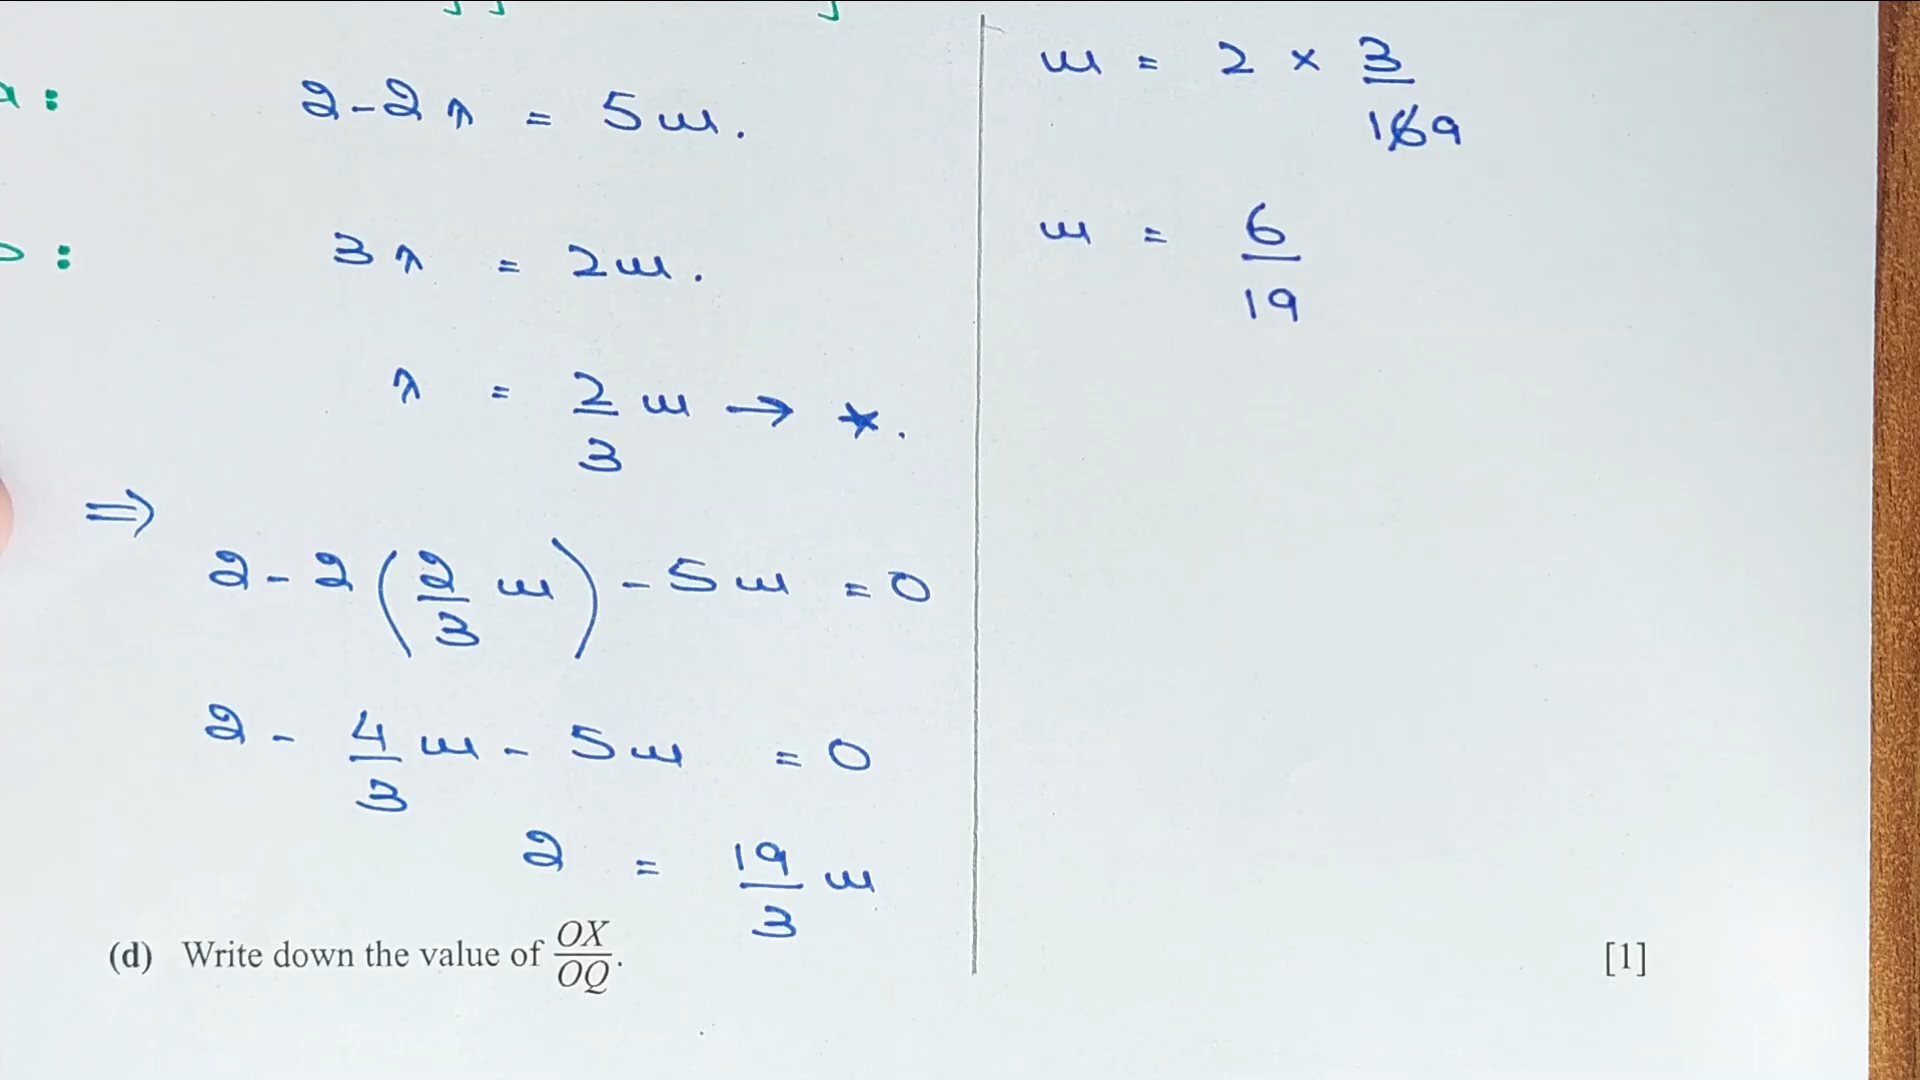 : 2 - 2λ = 5μ.
: 3λ = 2μ.
λ = 2/3 μ → *.
⇒
2 - 2(2/3 μ) - 5μ = 0
2 - 4/3 μ - 5μ = 0
2 = 19/3 μ
μ = 2 × 3/19
μ = 6/19
(d) Write down the value of OX/OQ. [1]